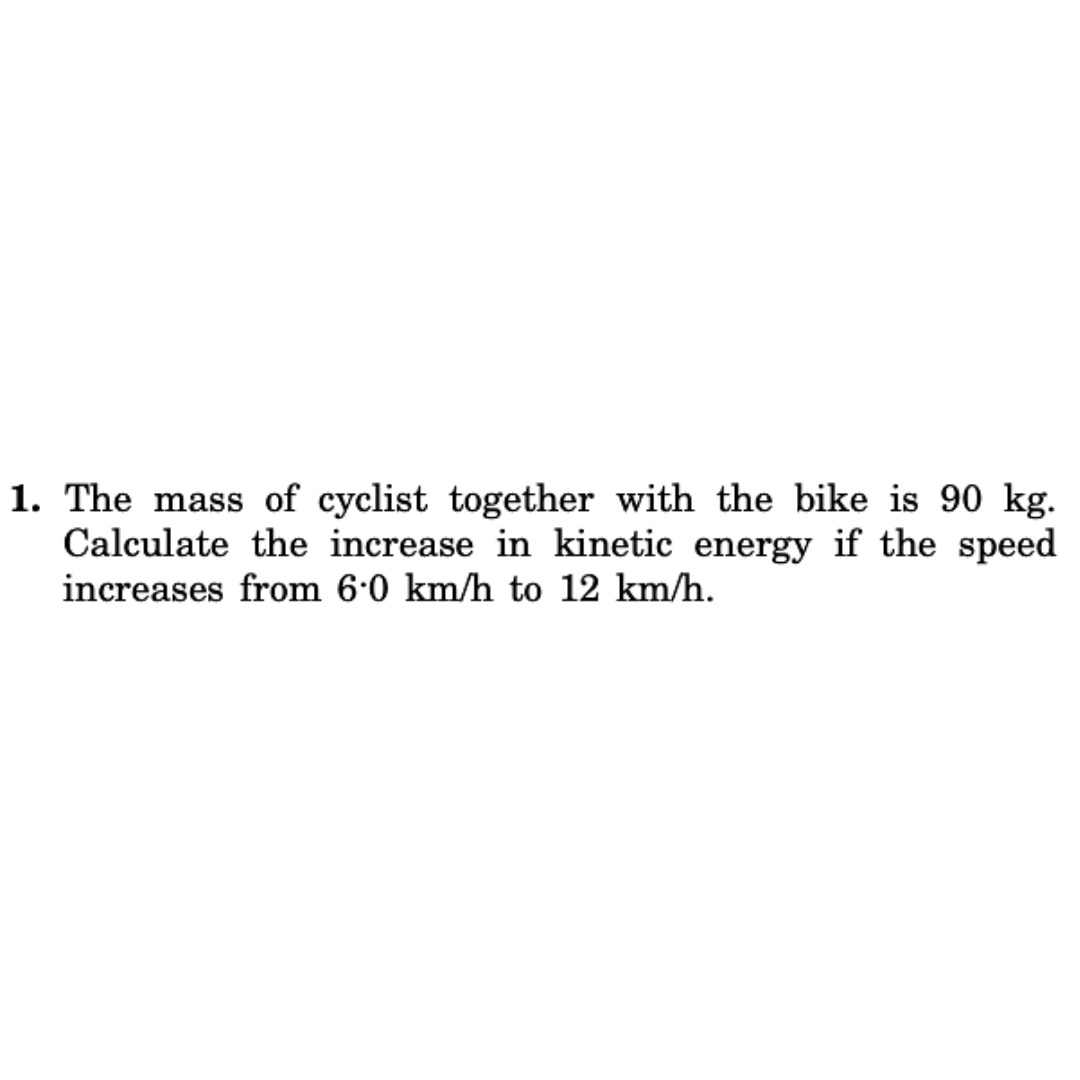 1. The mass of cyclist together with the bike is 90 kg.
Calculate the increase in kinetic energy if the speed
increases from 6·0 km/h to 12 km/h.